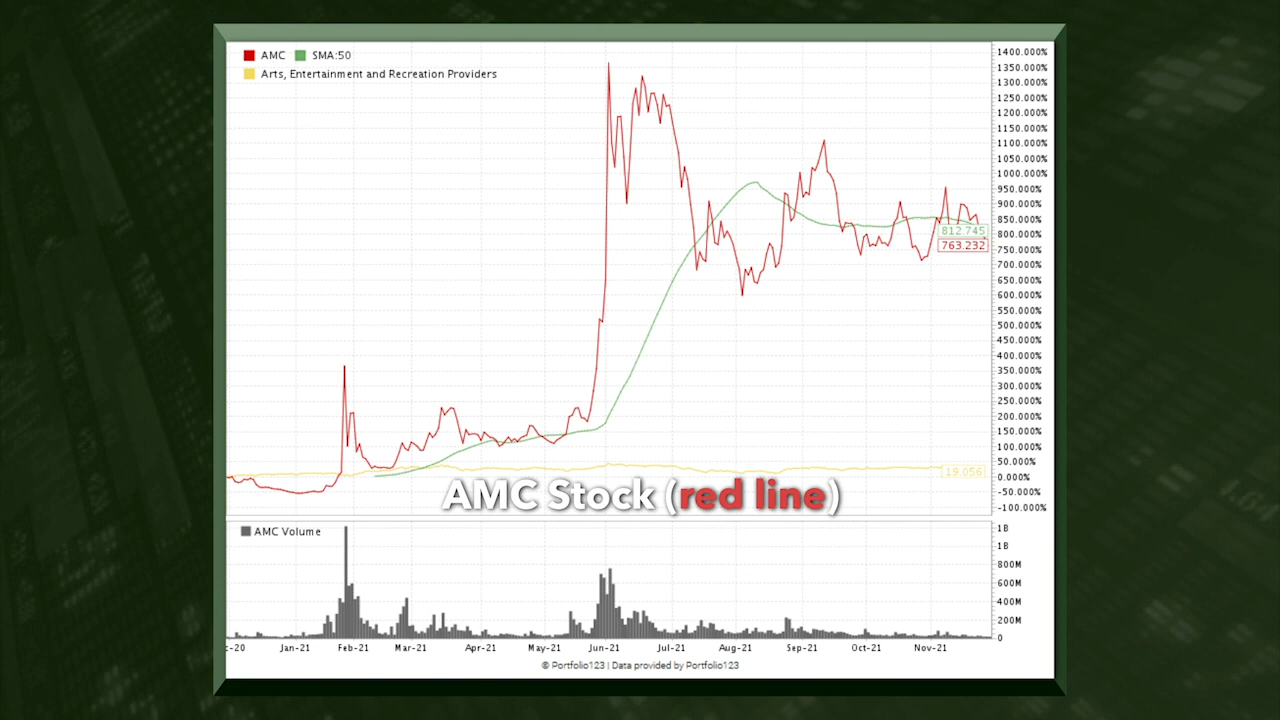 AMC SMA:50
Arts, Entertainment and Recreation Providers
1400.000%
1350.000%
1300.000%
1250.000%
1200.000%
1150.000%
1100.000%
1050.000%
1000.000%
950.000%
900.000%
850.000%
812.745
800.000%
763.232
750.000%
700.000%
650.000%
600.000%
550.000%
500.000%
450.000%
400.000%
350.000%
300.000%
250.000%
200.000%
150.000%
100.000%
50.000%
19.056
0.000%
-50.000%
-100.000%
AMC Stock (red line)
AMC Volume
1B
1B
800M
600M
400M
200M
0
c-20 Jan-21 Feb-21 Mar-21 Apr-21 May-21 Jun-21 Jul-21 Aug-21 Sep-21 Oct-21 Nov-21
© Portfolio123 | Data provided by Portfolio123